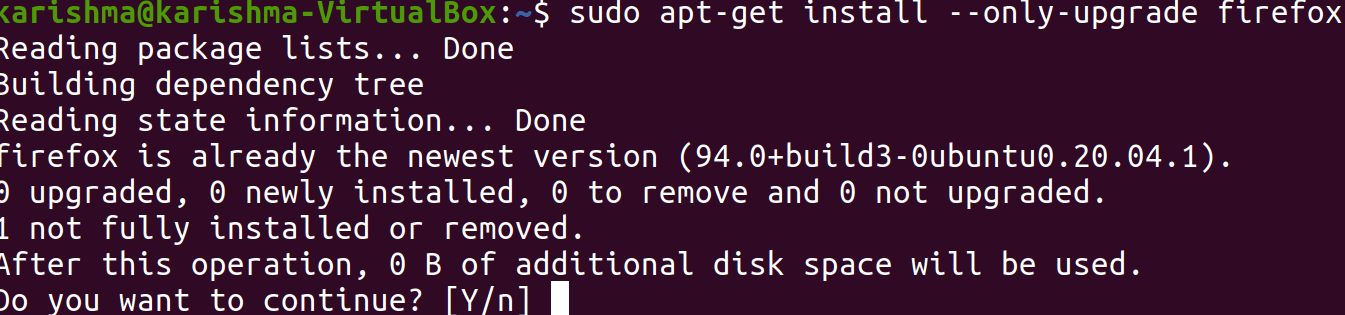 karishma@karishma-VirtualBox:~$ sudo apt-get install --only-upgrade firefox
Reading package lists... Done
Building dependency tree
Reading state information... Done
firefox is already the newest version (94.0+build3-0ubuntu0.20.04.1).
0 upgraded, 0 newly installed, 0 to remove and 0 not upgraded.
1 not fully installed or removed.
After this operation, 0 B of additional disk space will be used.
Do you want to continue? [Y/n]